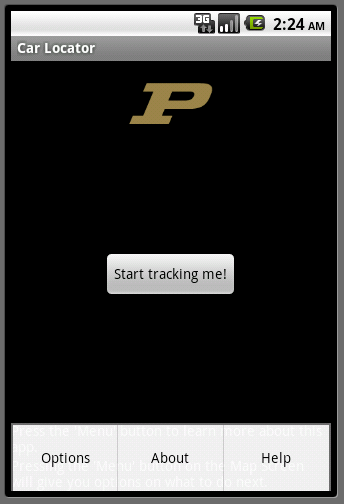 3G 2:24 AM
Car Locator
P
Start tracking me!
Press the 'Menu' button to learn more about this
app.
Pressing the 'Menu' button on the Map Screen
will give you options on what to do next.
Options About Help